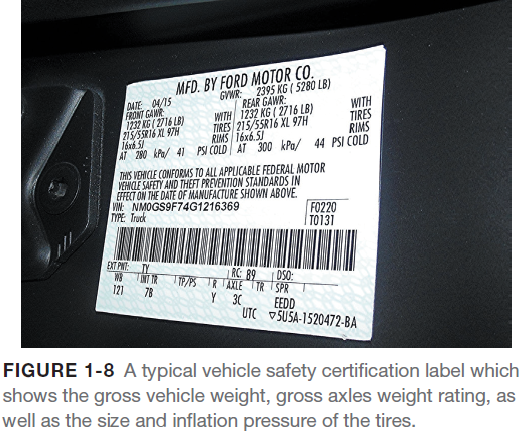 MFD. BY FORD MOTOR CO.
DATE: 04/15 GVWR: 2395 KG ( 5280 LB)
FRONT GAWR: REAR GAWR:
1232 KG ( 2716 LB) WITH 1232 KG ( 2716 LB) WITH
215/55R16 XL 97H TIRES 215/55R16 XL 97H TIRES
16x6.5J RIMS 16x6.5J RIMS
AT 280 kPa/ 41 PSI COLD AT 300 kPa/ 44 PSI COLD
THIS VEHICLE CONFORMS TO ALL APPLICABLE FEDERAL MOTOR
VEHICLE SAFETY AND THEFT PREVENTION STANDARDS IN
EFFECT ON THE DATE OF MANUFACTURE SHOWN ABOVE.
VIN: NM0GS9F74G1216369 F0220
TYPE: Truck T0131
EXT PNT: TY RC: 89 DSO:
WB INT TR TP/PS R AXLE TR SPR
121 7B Y 3C EEDD
UTC ▽5U5A-1520472-BA
FIGURE 1-8 A typical vehicle safety certification label which
shows the gross vehicle weight, gross axles weight rating, as
well as the size and inflation pressure of the tires.